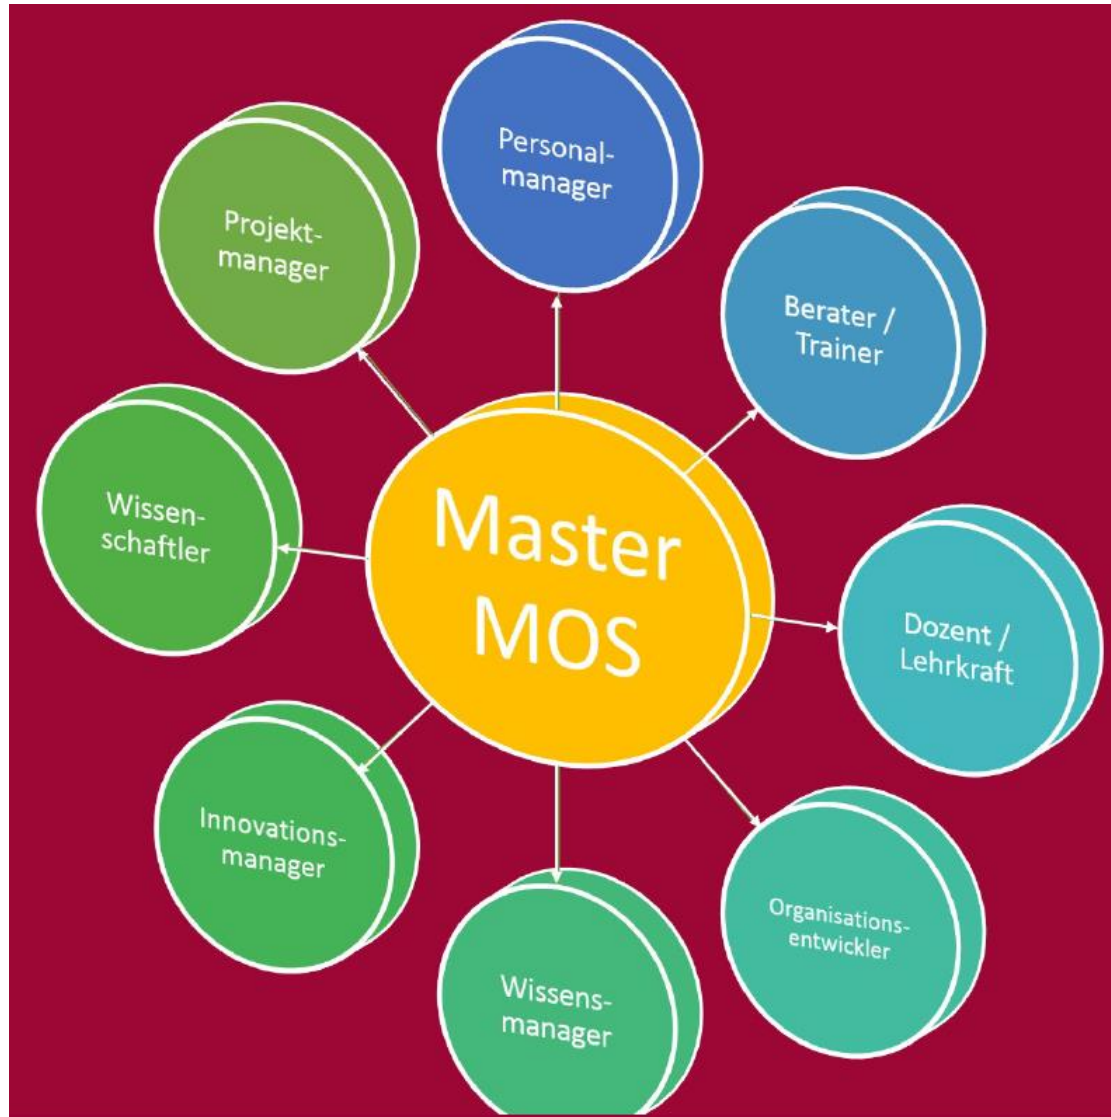 Personal-
manager
Berater /
Trainer
Dozent /
Lehrkraft
Organisations-
entwickler
Wissens-
manager
Innovations-
manager
Wissen-
schaftler
Projekt-
manager
Master
MOS